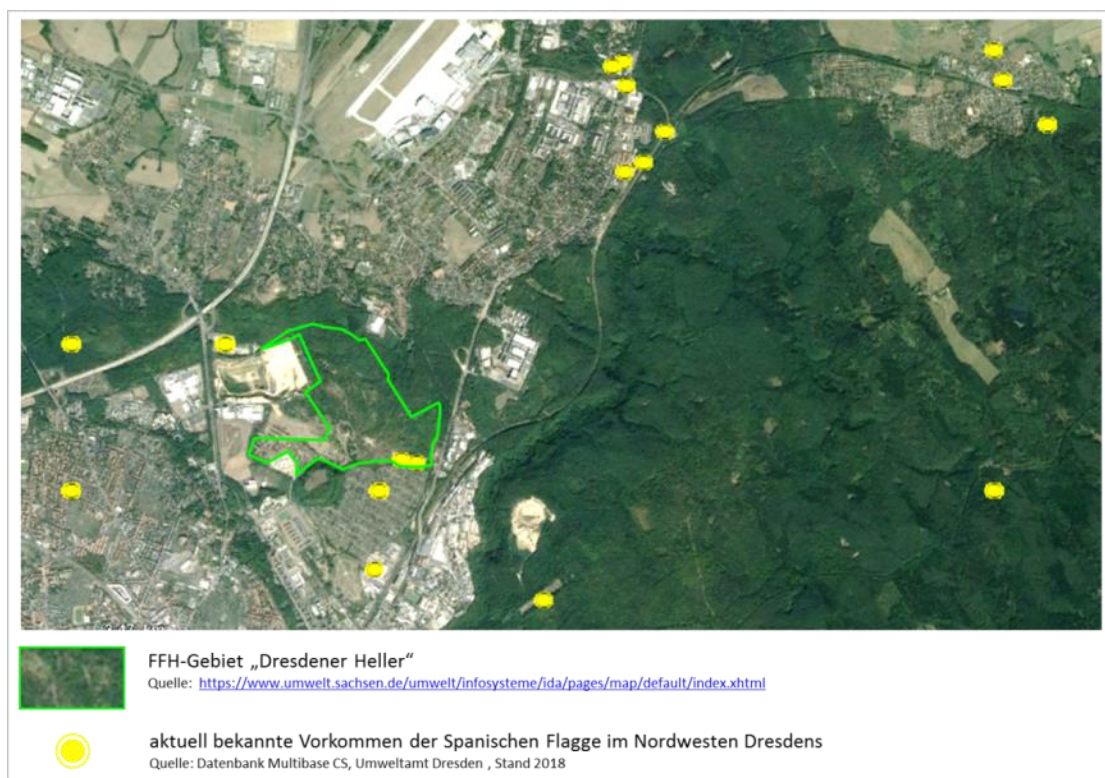 FFH-Gebiet „Dresdener Heller“
Quelle: https://www.umwelt.sachsen.de/umwelt/infosysteme/ida/pages/map/default/index.xhtml
aktuell bekannte Vorkommen der Spanischen Flagge im Nordwesten Dresdens
Quelle: Datenbank Multibase CS, Umweltamt Dresden , Stand 2018